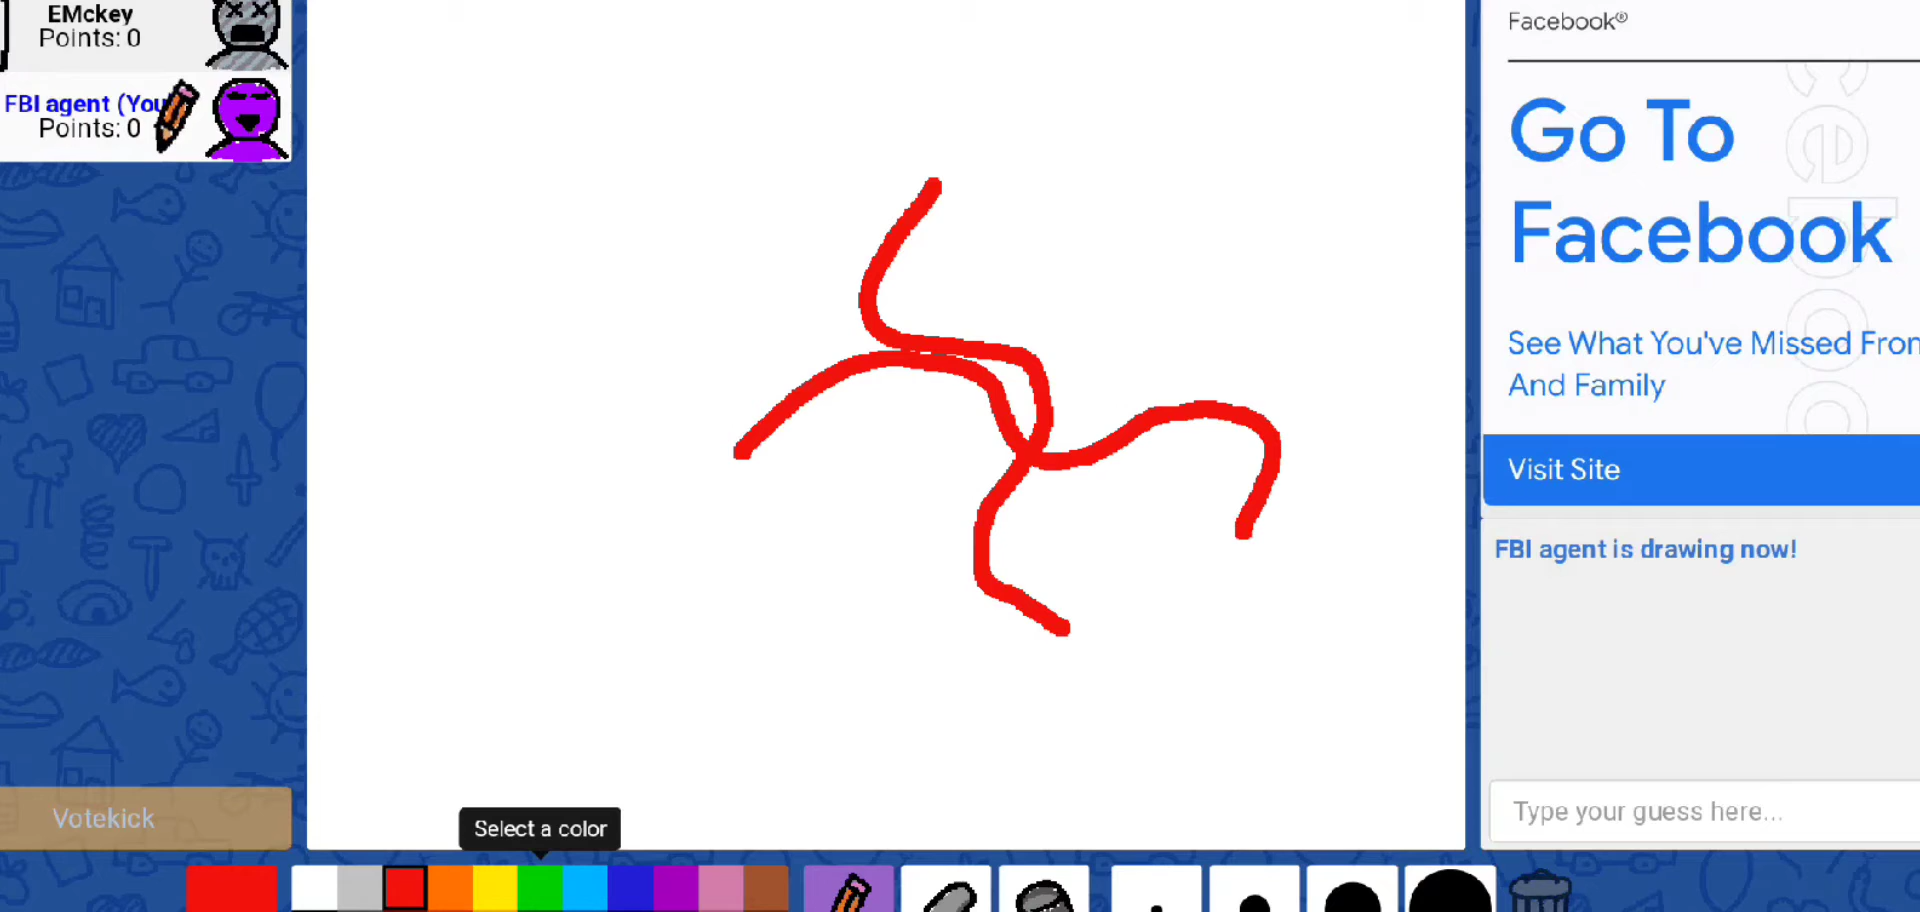 EMckey
Points: 0
FBI agent (You
Points: 0
Votekick
Select a color
Facebook®
Go To
Facebook
See What You've Missed Fron
And Family
Visit Site
FBI agent is drawing now!
Type your guess here...